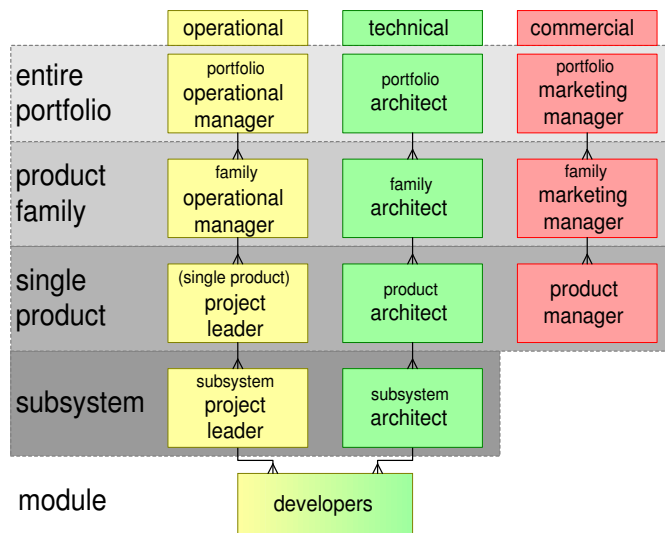 operational
technical
commercial
entire
portfolio
portfolio
operational
manager
portfolio
architect
portfolio
marketing
manager
product
family
family
operational
manager
family
architect
family
marketing
manager
single
product
(single product)
project
leader
product
architect
product
manager
subsystem
subsystem
project
leader
subsystem
architect
module
developers